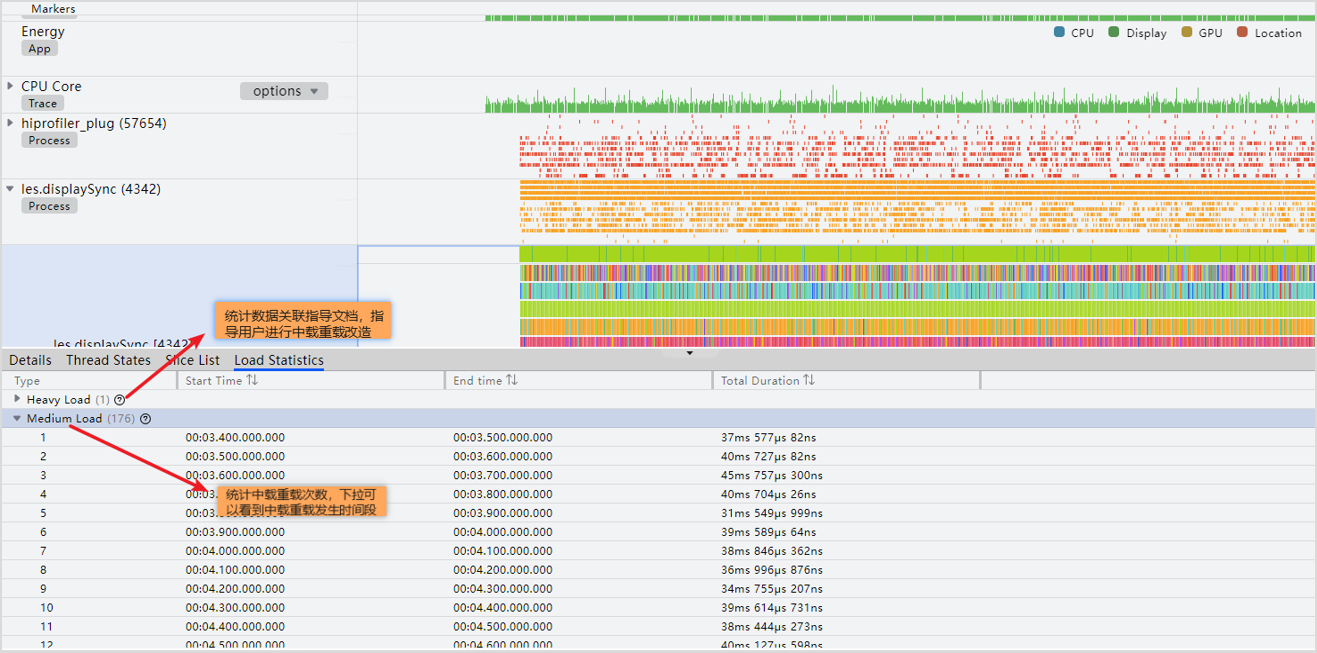 Markers
Energy
App
CPU Display GPU Location
CPU Core
Trace
options
hiprofiler_plug (57654)
Process
les.displaySync (4342)
Process
统计数据关联指导文档，指
导用户进行中载重载改造
les.displaySync [4342
Details Thread States Slice List Load Statistics
Type Start Time End time Total Duration
Heavy Load (1)
Medium Load (176)
1 00:03.400.000.000 00:03.500.000.000 37ms 577μs 82ns
2 00:03.500.000.000 00:03.600.000.000 40ms 727μs 82ns
3 00:03.600.000.000 00:03.700.000.000 45ms 757μs 300ns
4 00:03. 00:03.800.000.000 40ms 704μs 26ns
统计中载重载次数，下拉可
以看到中载重载发生时间段
5 00:03. 00:03.900.000.000 31ms 549μs 999ns
6 00:03.900.000.000 00:04.000.000.000 39ms 589μs 64ns
7 00:04.000.000.000 00:04.100.000.000 38ms 846μs 362ns
8 00:04.100.000.000 00:04.200.000.000 36ms 996μs 876ns
9 00:04.200.000.000 00:04.300.000.000 34ms 755μs 207ns
10 00:04.300.000.000 00:04.400.000.000 39ms 614μs 731ns
11 00:04.400.000.000 00:04.500.000.000 38ms 444μs 273ns
12 00:04.500.000.000 00:04.600.000.000 40ms 127μs 598ns